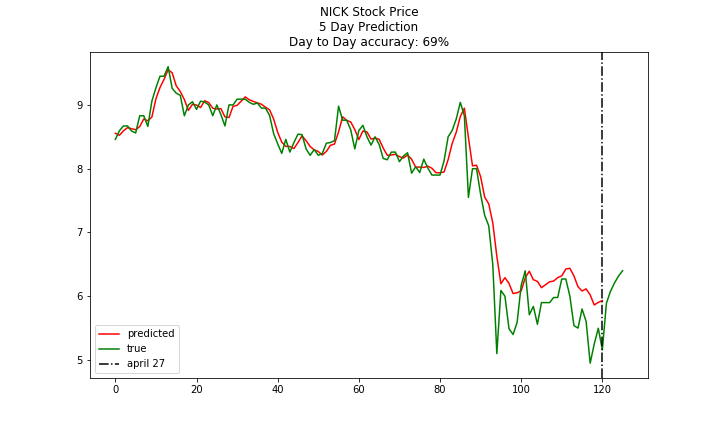 NICK Stock Price
5 Day Prediction
Day to Day accuracy: 69%
9
8
7
6
5
predicted
true
april 27
0 20 40 60 80 100 120